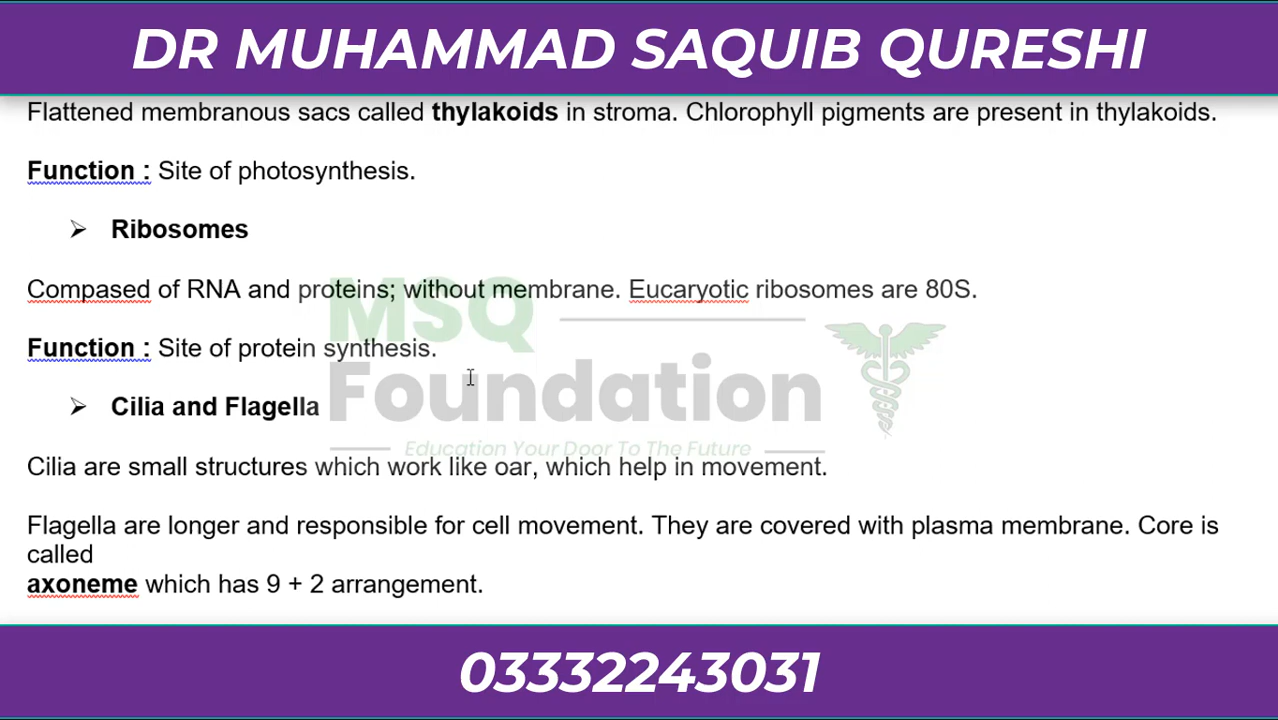 DR MUHAMMAD SAQUIB QURESHI
Flattened membranous sacs called thylakoids in stroma. Chlorophyll pigments are present in thylakoids.
Function : Site of photosynthesis.
➢ Ribosomes
Compased of RNA and proteins; without membrane. Eucaryotic ribosomes are 80S.
MSQ
Function : Site of protein synthesis.
Foundation
➢ Cilia and Flagella
Education Your Door To The Future
Cilia are small structures which work like oar, which help in movement.
Flagella are longer and responsible for cell movement. They are covered with plasma membrane. Core is
called
axoneme which has 9 + 2 arrangement.
03332243031